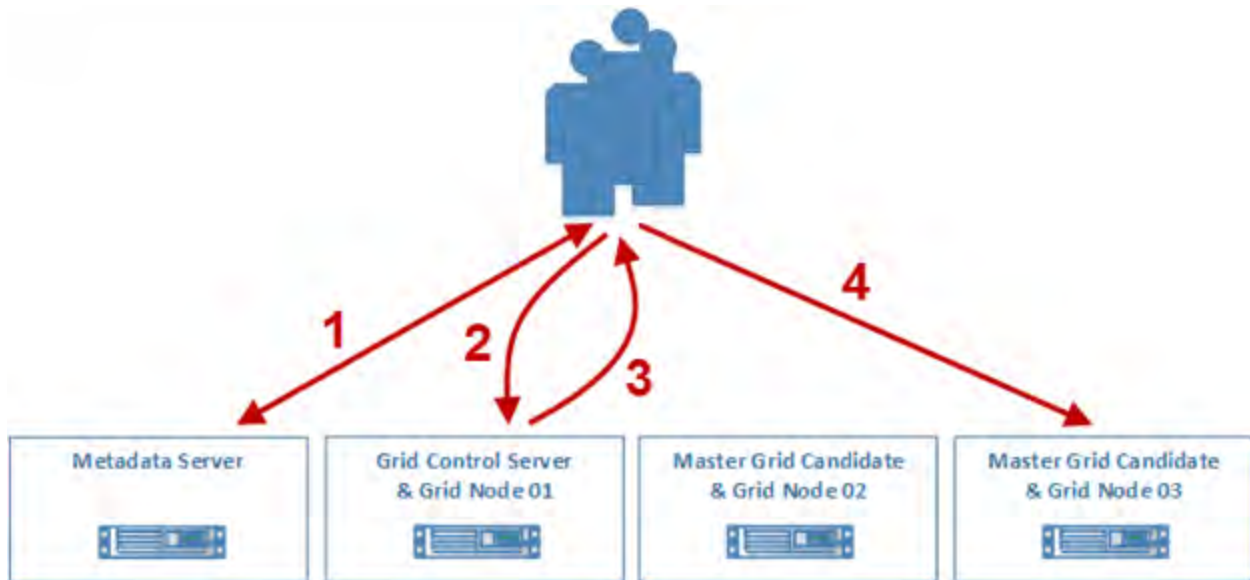 1
2
3
4
Metadata Server
Grid Control Server
& Grid Node 01
Master Grid Candidate
& Grid Node 02
Master Grid Candidate
& Grid Node 03